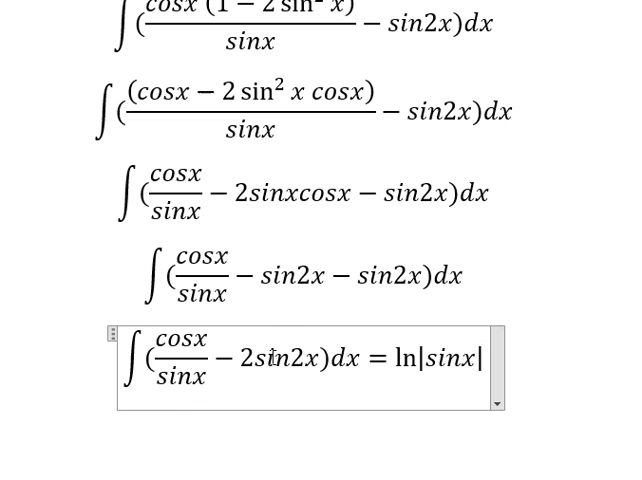 ∫(cosx (1 − 2 sin² x)/sinx − sin2x)dx
∫((cosx − 2 sin² x cosx)/sinx − sin2x)dx
∫(cosx/sinx − 2sinxcosx − sin2x)dx
∫(cosx/sinx − sin2x − sin2x)dx
∫(cosx/sinx − 2sin2x)dx = ln|sinx|